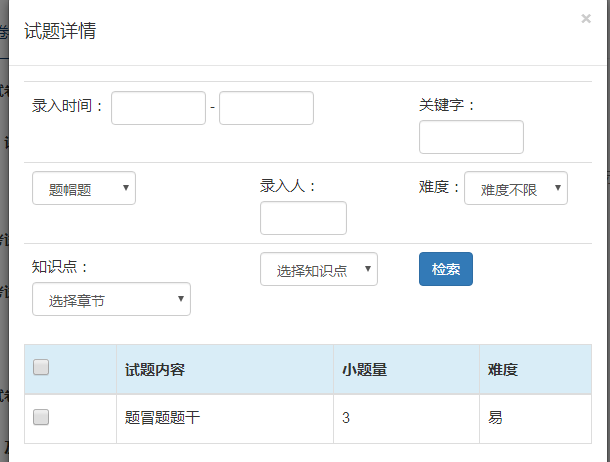 试题详情
×
录入时间： - 关键字：
题帽题 录入人： 难度： 难度不限
知识点： 选择知识点 检索
选择章节
试题内容 小题量 难度
题冒题题干 3 易